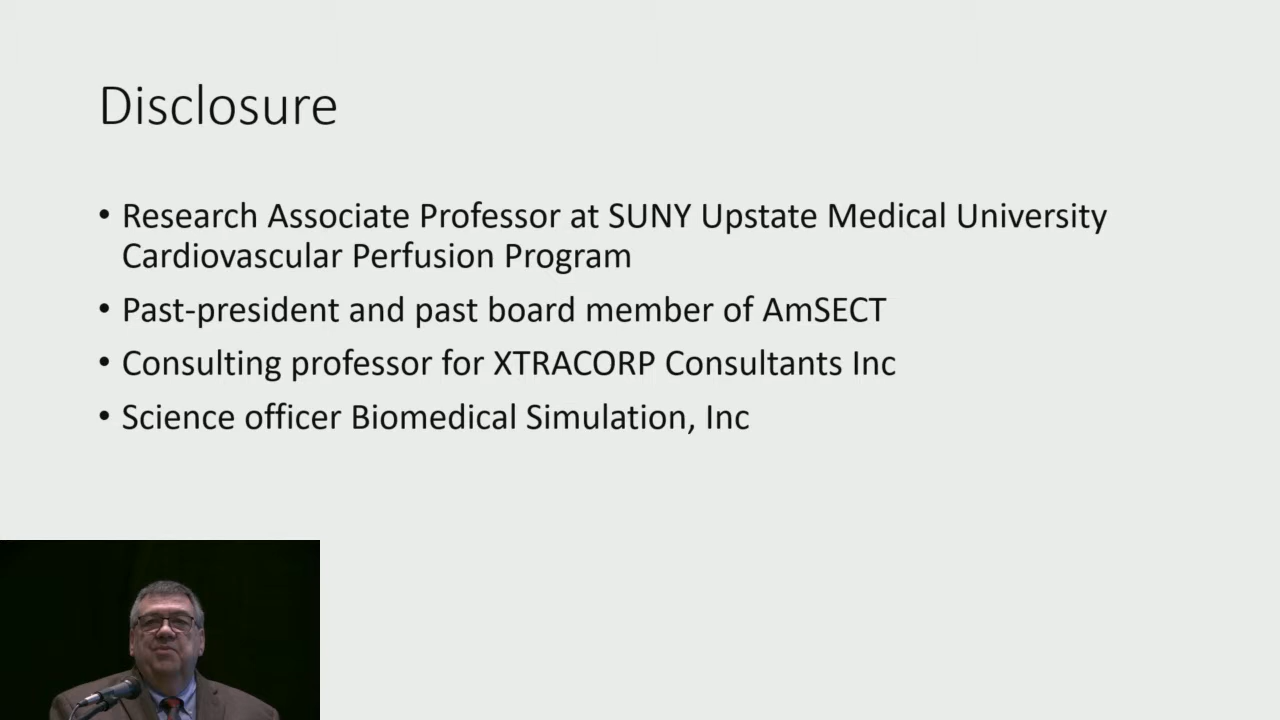 Disclosure
• Research Associate Professor at SUNY Upstate Medical University
Cardiovascular Perfusion Program
• Past-president and past board member of AmSECT
• Consulting professor for XTRACORP Consultants Inc
• Science officer Biomedical Simulation, Inc